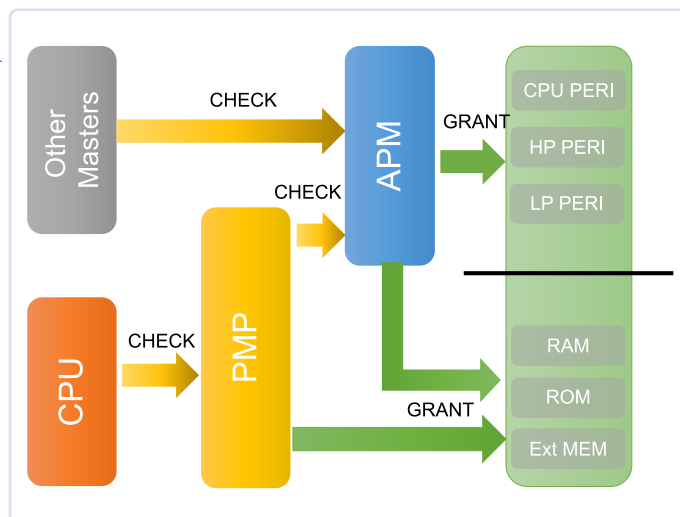 Other
Masters
CHECK
APM
GRANT
CPU PERI
HP PERI
LP PERI
CHECK
PMP
CPU
CHECK
GRANT
RAM
ROM
Ext MEM